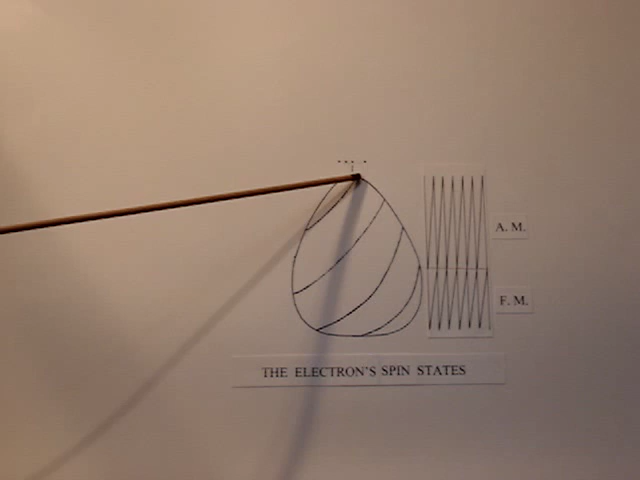 A. M.
F. M.
THE ELECTRON'S SPIN STATES